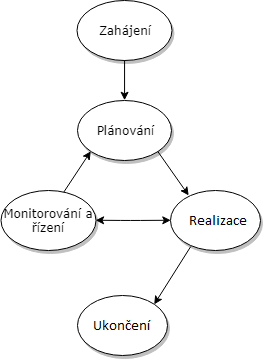 Zahájení
Plánování
Monitorování a
řízení
Realizace
Ukončení